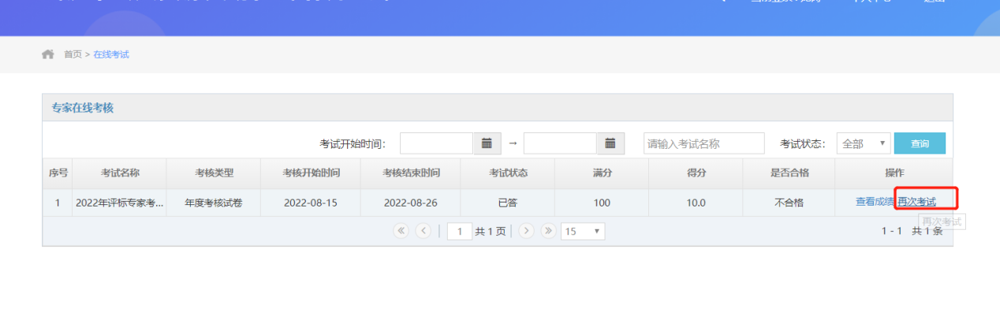 首页 > 在线考试
专家在线考核
考试开始时间： → 请输入考试名称 考试状态： 全部 查询
序号 考试名称 考核类型 考核开始时间 考核结束时间 考试状态 满分 得分 是否合格 操作
1 2022年评标专家考... 年度考核试卷 2022-08-15 2022-08-26 已答 100 10.0 不合格 查看成绩 再次考试
再次考试
1 共 1 页 15 1 - 1 共 1 条